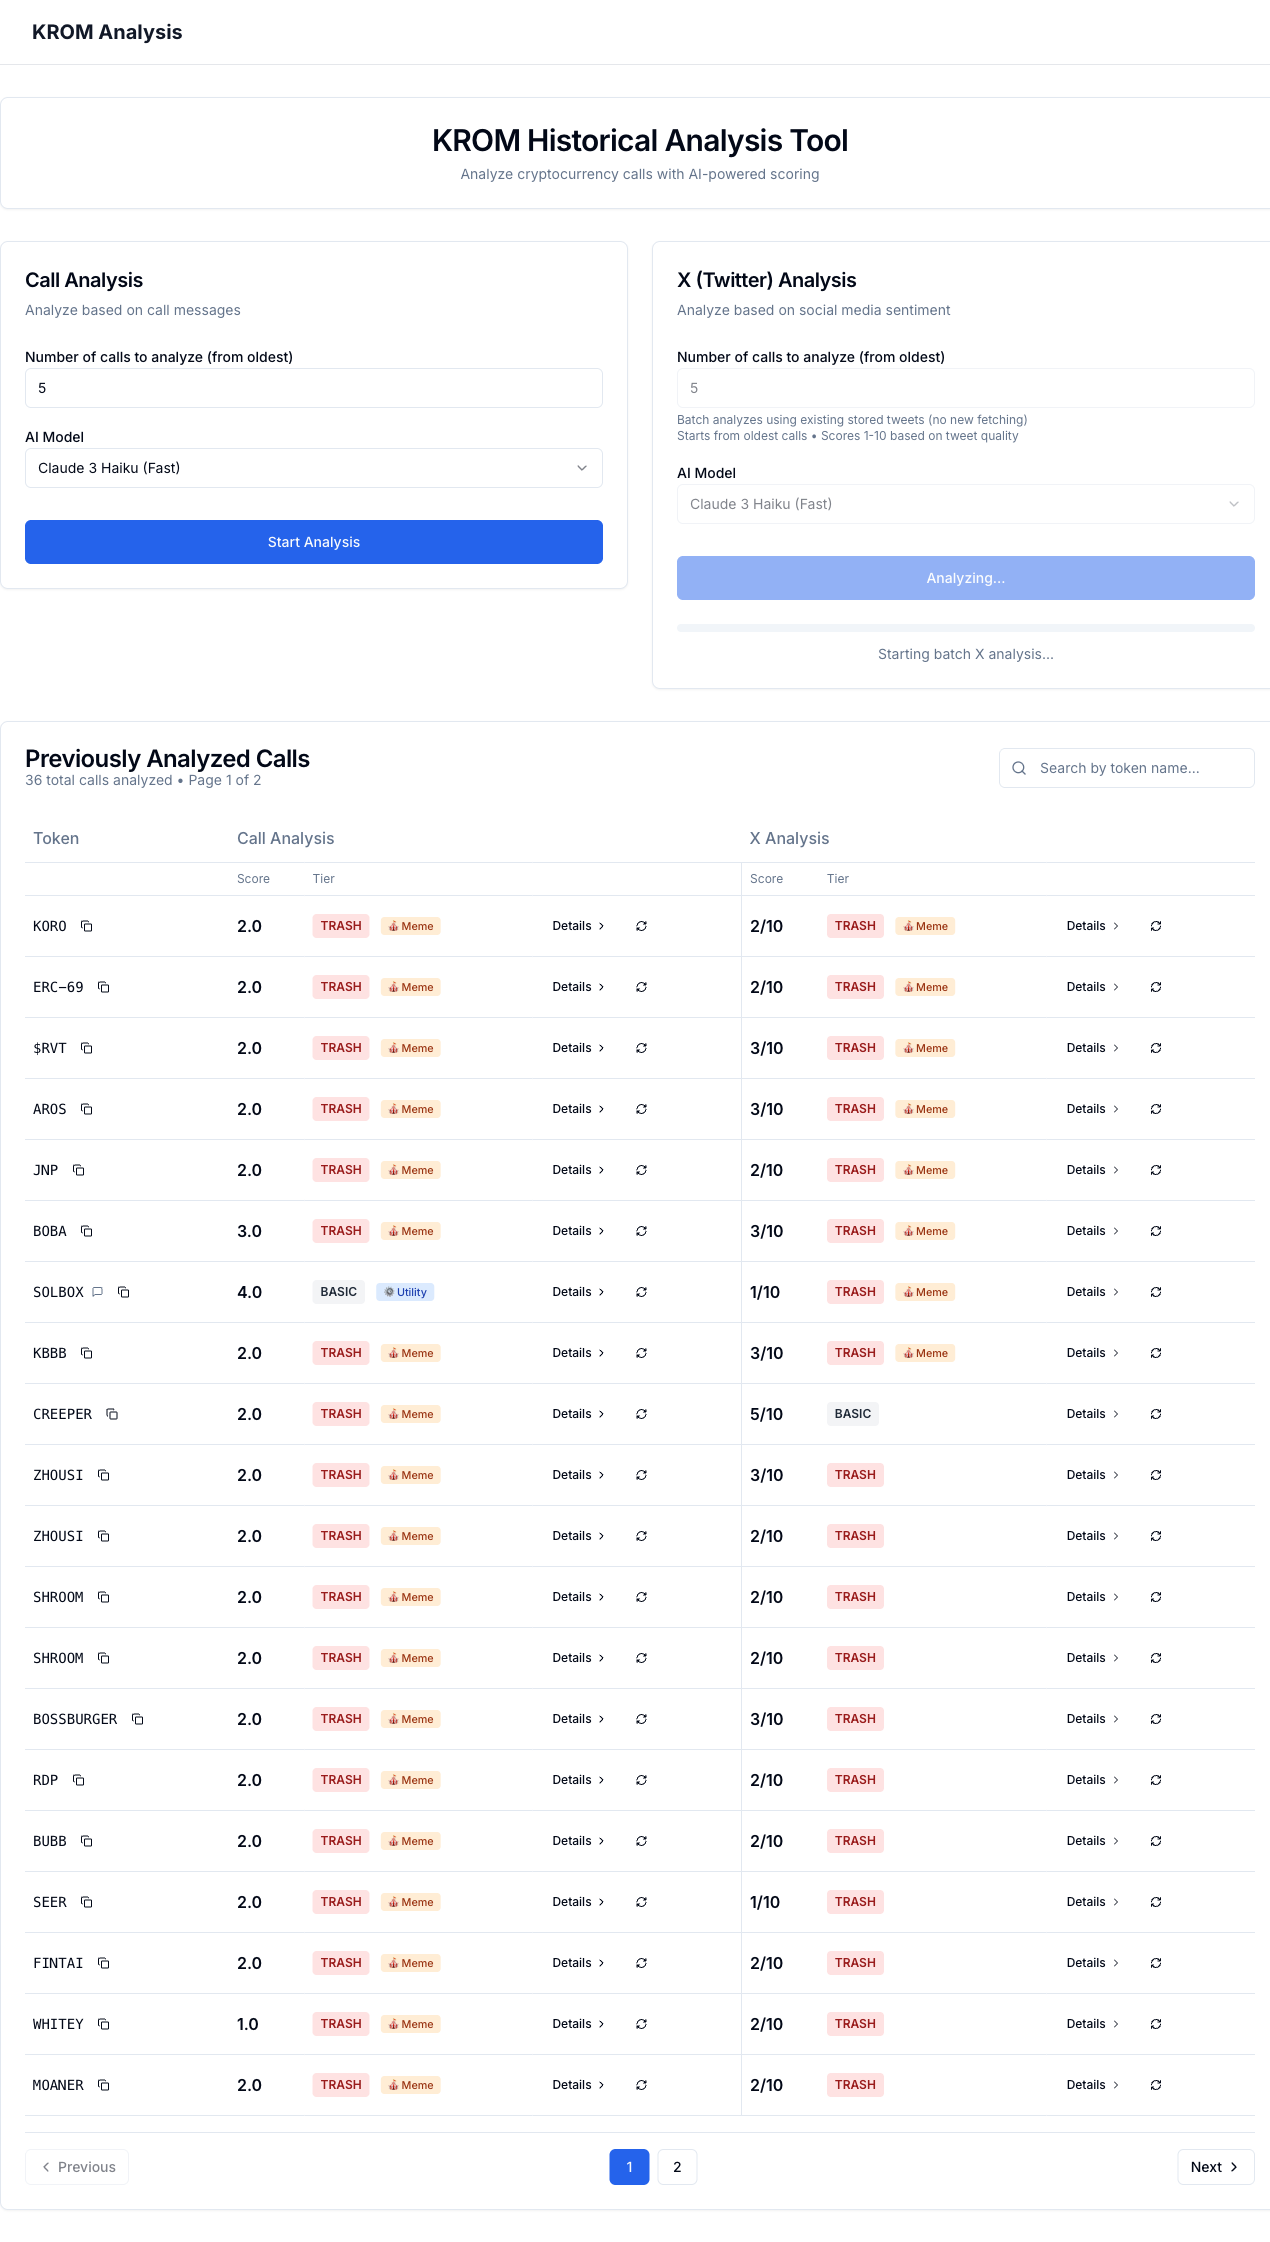 KROM Analysis
KROM Historical Analysis Tool
Analyze cryptocurrency calls with AI-powered scoring
Call Analysis
Analyze based on call messages
Number of calls to analyze (from oldest)
5
AI Model
Claude 3 Haiku (Fast)
Start Analysis
X (Twitter) Analysis
Analyze based on social media sentiment
Number of calls to analyze (from oldest)
5
Batch analyzes using existing stored tweets (no new fetching)
Starts from oldest calls • Scores 1-10 based on tweet quality
AI Model
Claude 3 Haiku (Fast)
Analyzing...
Starting batch X analysis...
Previously Analyzed Calls
36 total calls analyzed • Page 1 of 2
Search by token name...
Token Call Analysis X Analysis
Score Tier Score Tier
KORO 2.0 TRASH Meme Details 2/10 TRASH Meme Details
ERC-69 2.0 TRASH Meme Details 2/10 TRASH Meme Details
$RVT 2.0 TRASH Meme Details 3/10 TRASH Meme Details
AROS 2.0 TRASH Meme Details 3/10 TRASH Meme Details
JNP 2.0 TRASH Meme Details 2/10 TRASH Meme Details
BOBA 3.0 TRASH Meme Details 3/10 TRASH Meme Details
SOLBOX 4.0 BASIC Utility Details 1/10 TRASH Meme Details
KBBB 2.0 TRASH Meme Details 3/10 TRASH Meme Details
CREEPER 2.0 TRASH Meme Details 5/10 BASIC Details
ZHOUSI 2.0 TRASH Meme Details 3/10 TRASH Details
ZHOUSI 2.0 TRASH Meme Details 2/10 TRASH Details
SHROOM 2.0 TRASH Meme Details 2/10 TRASH Details
SHROOM 2.0 TRASH Meme Details 2/10 TRASH Details
BOSSBURGER 2.0 TRASH Meme Details 3/10 TRASH Details
RDP 2.0 TRASH Meme Details 2/10 TRASH Details
BUBB 2.0 TRASH Meme Details 2/10 TRASH Details
SEER 2.0 TRASH Meme Details 1/10 TRASH Details
FINTAI 2.0 TRASH Meme Details 2/10 TRASH Details
WHITEY 1.0 TRASH Meme Details 2/10 TRASH Details
MOANER 2.0 TRASH Meme Details 2/10 TRASH Details
Previous 1 2 Next